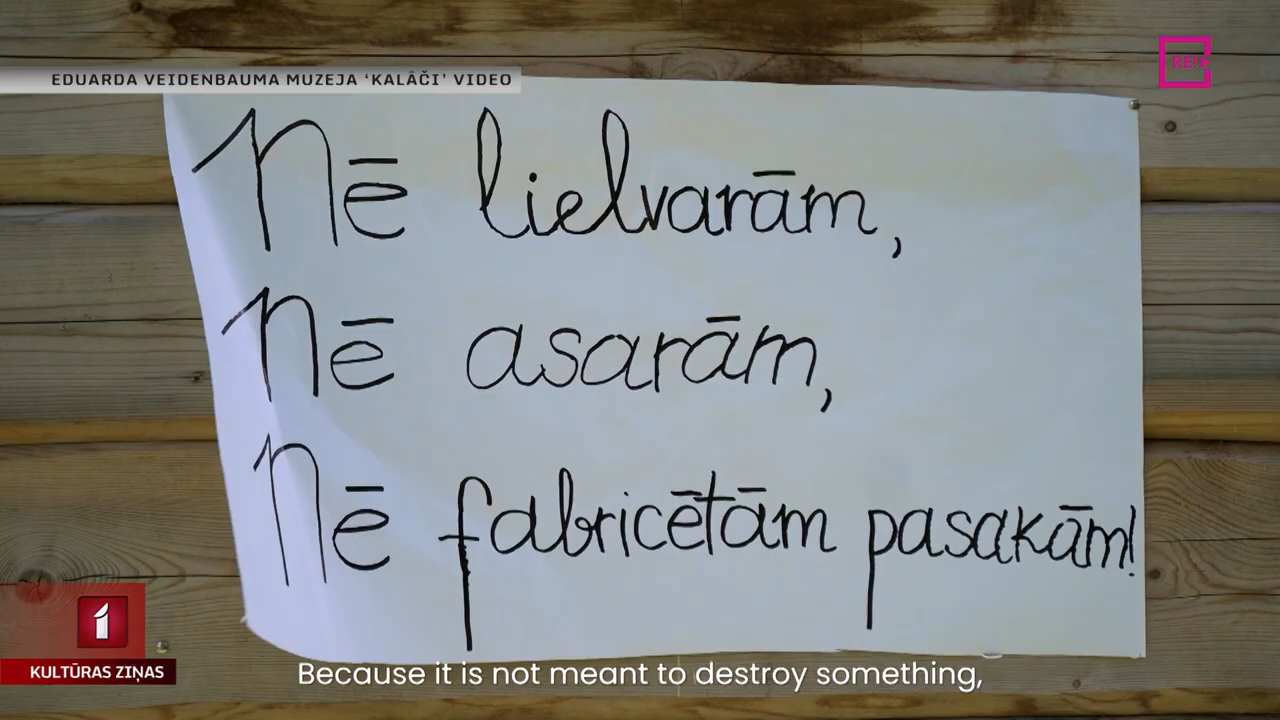 EDUARDA VEIDENBAUMA MUZEJA ‘KALĀČI’ VIDEO
RE!
Nē lielvarām,
Nē asarām,
Nē fabricētām pasakām!
1
KULTŪRAS ZIŅAS
Because it is not meant to destroy something,